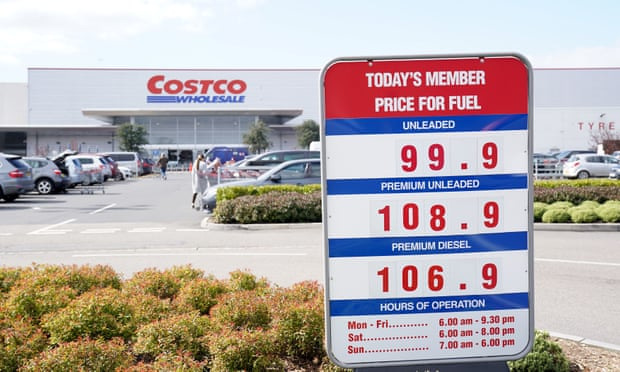 COSTCO
WHOLESALE
TYRE
TODAY'S MEMBER
PRICE FOR FUEL
UNLEADED
99.9
PREMIUM UNLEADED
108.9
PREMIUM DIESEL
106.9
HOURS OF OPERATION
Mon - Fri............... 6.00 am - 9.30 pm
Sat............... 6.00 am - 8.00 pm
Sun............... 7.00 am - 6.00 pm